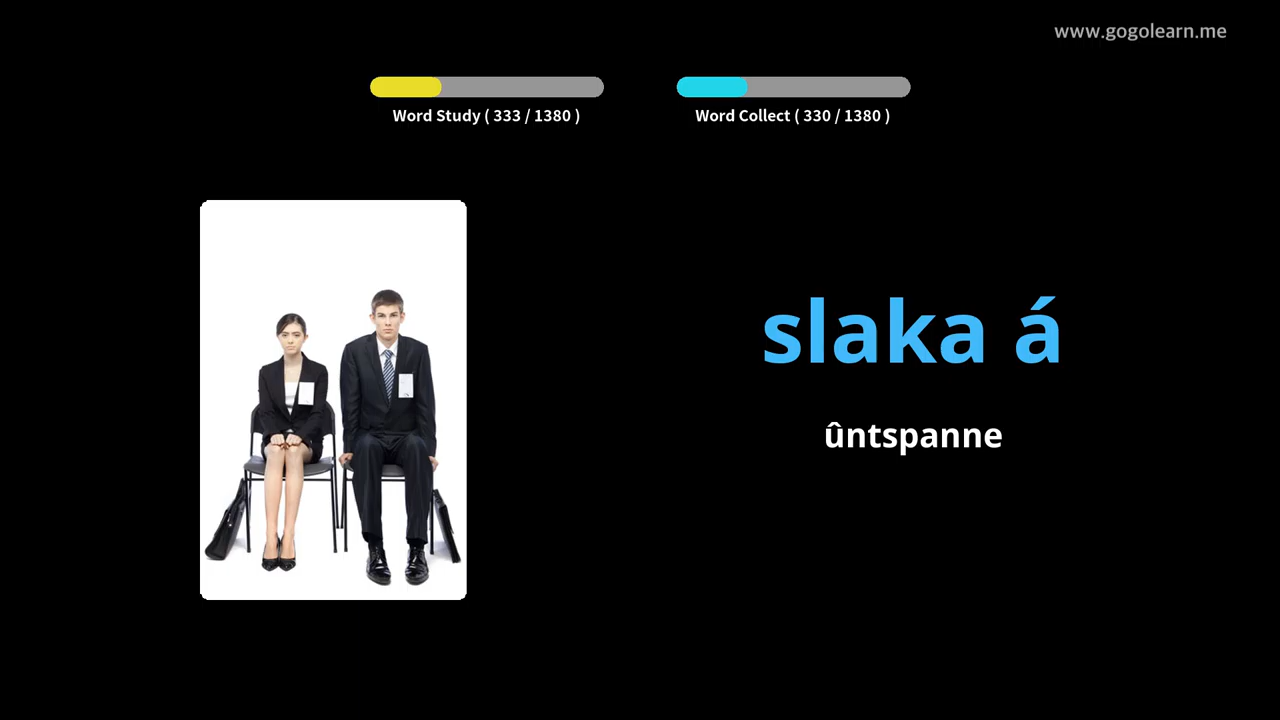 www.gogolearn.me
Word Study ( 333 / 1380 )
Word Collect ( 330 / 1380 )
slaka á
ûntspanne